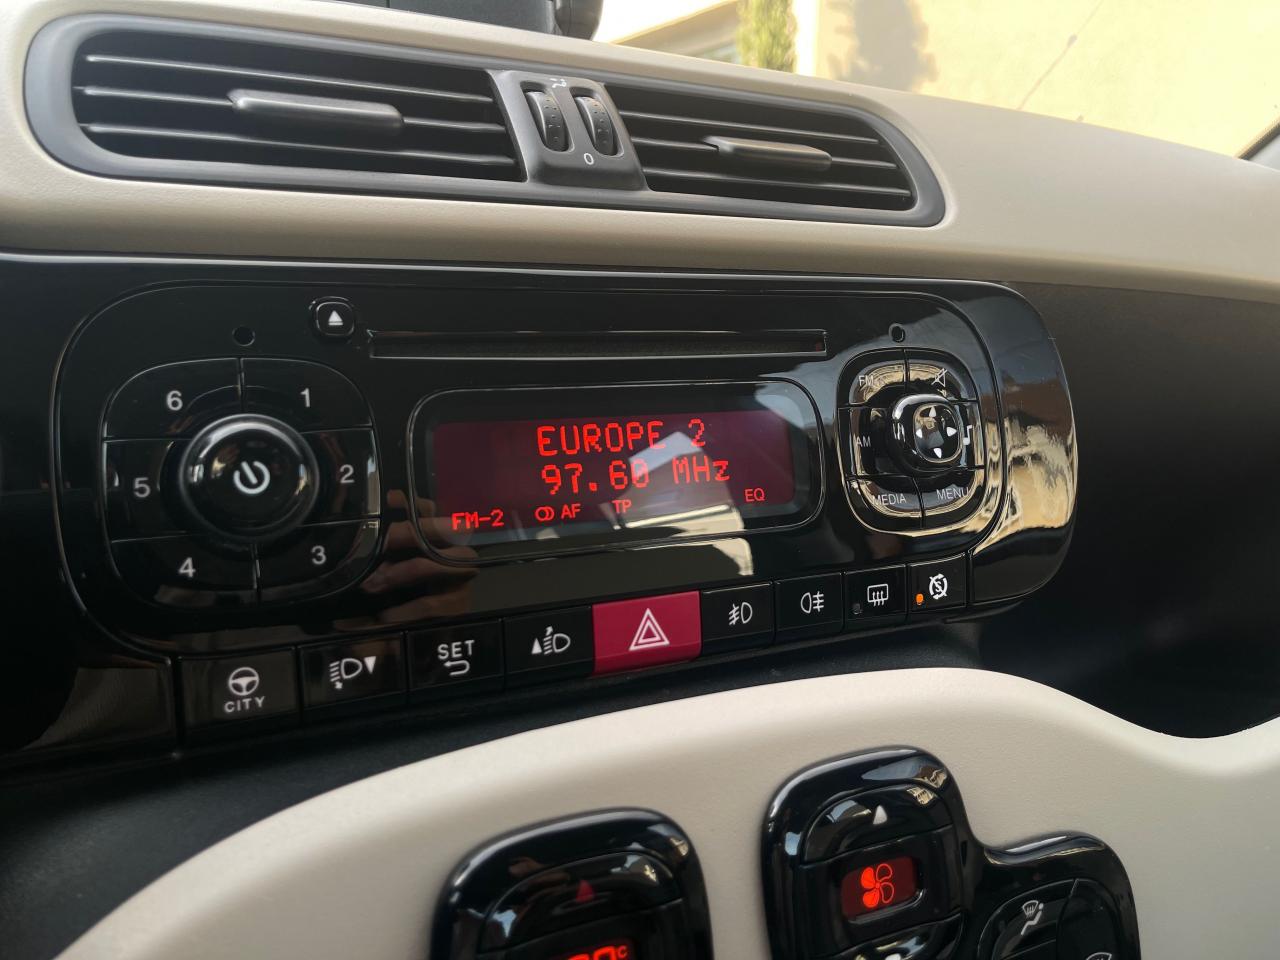 0
6
1
5
2
4
3
EUROPE 2
97.60 MHz
FM-2
AF
TP
EQ
FM
AM
MEDIA
MENU
CITY
SET
°C